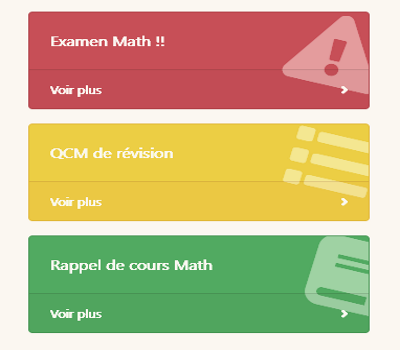 Examen Math !!
Voir plus
QCM de révision
Voir plus
Rappel de cours Math
Voir plus